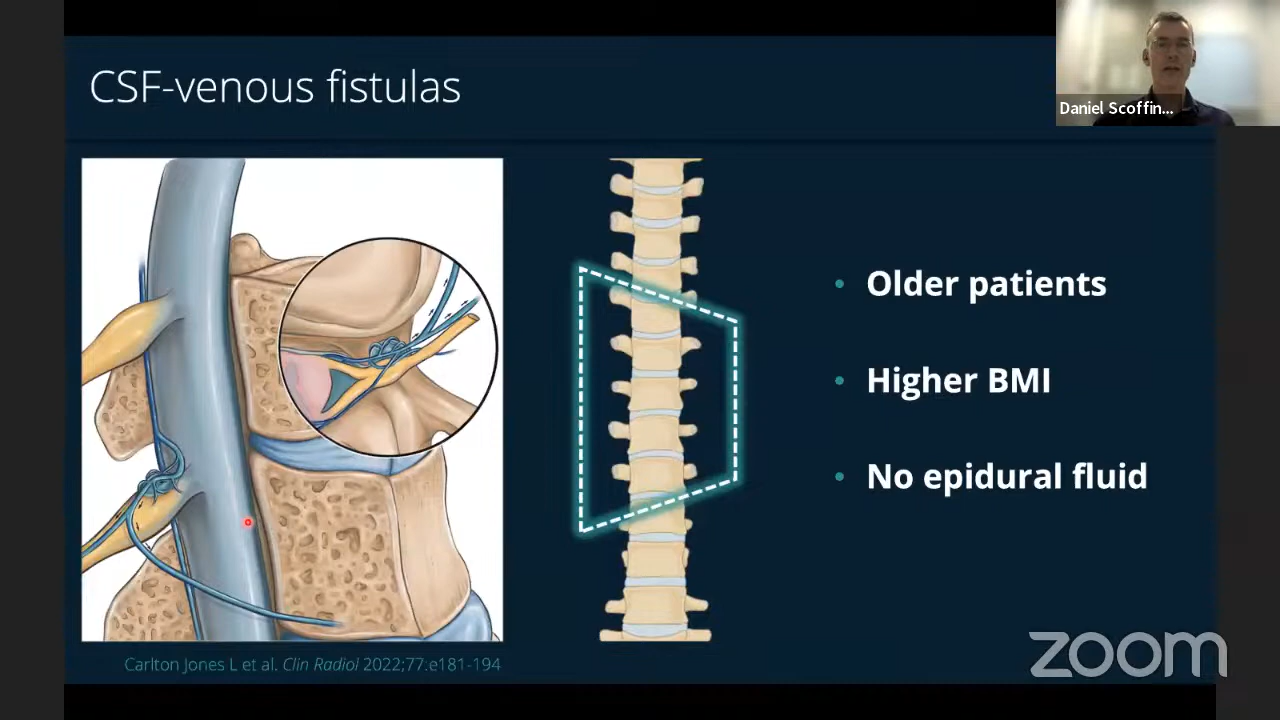 CSF-venous fistulas
Daniel Scoffin...
• Older patients
• Higher BMI
• No epidural fluid
Carlton Jones L et al. Clin Radiol 2022;77:e181-194
zoom